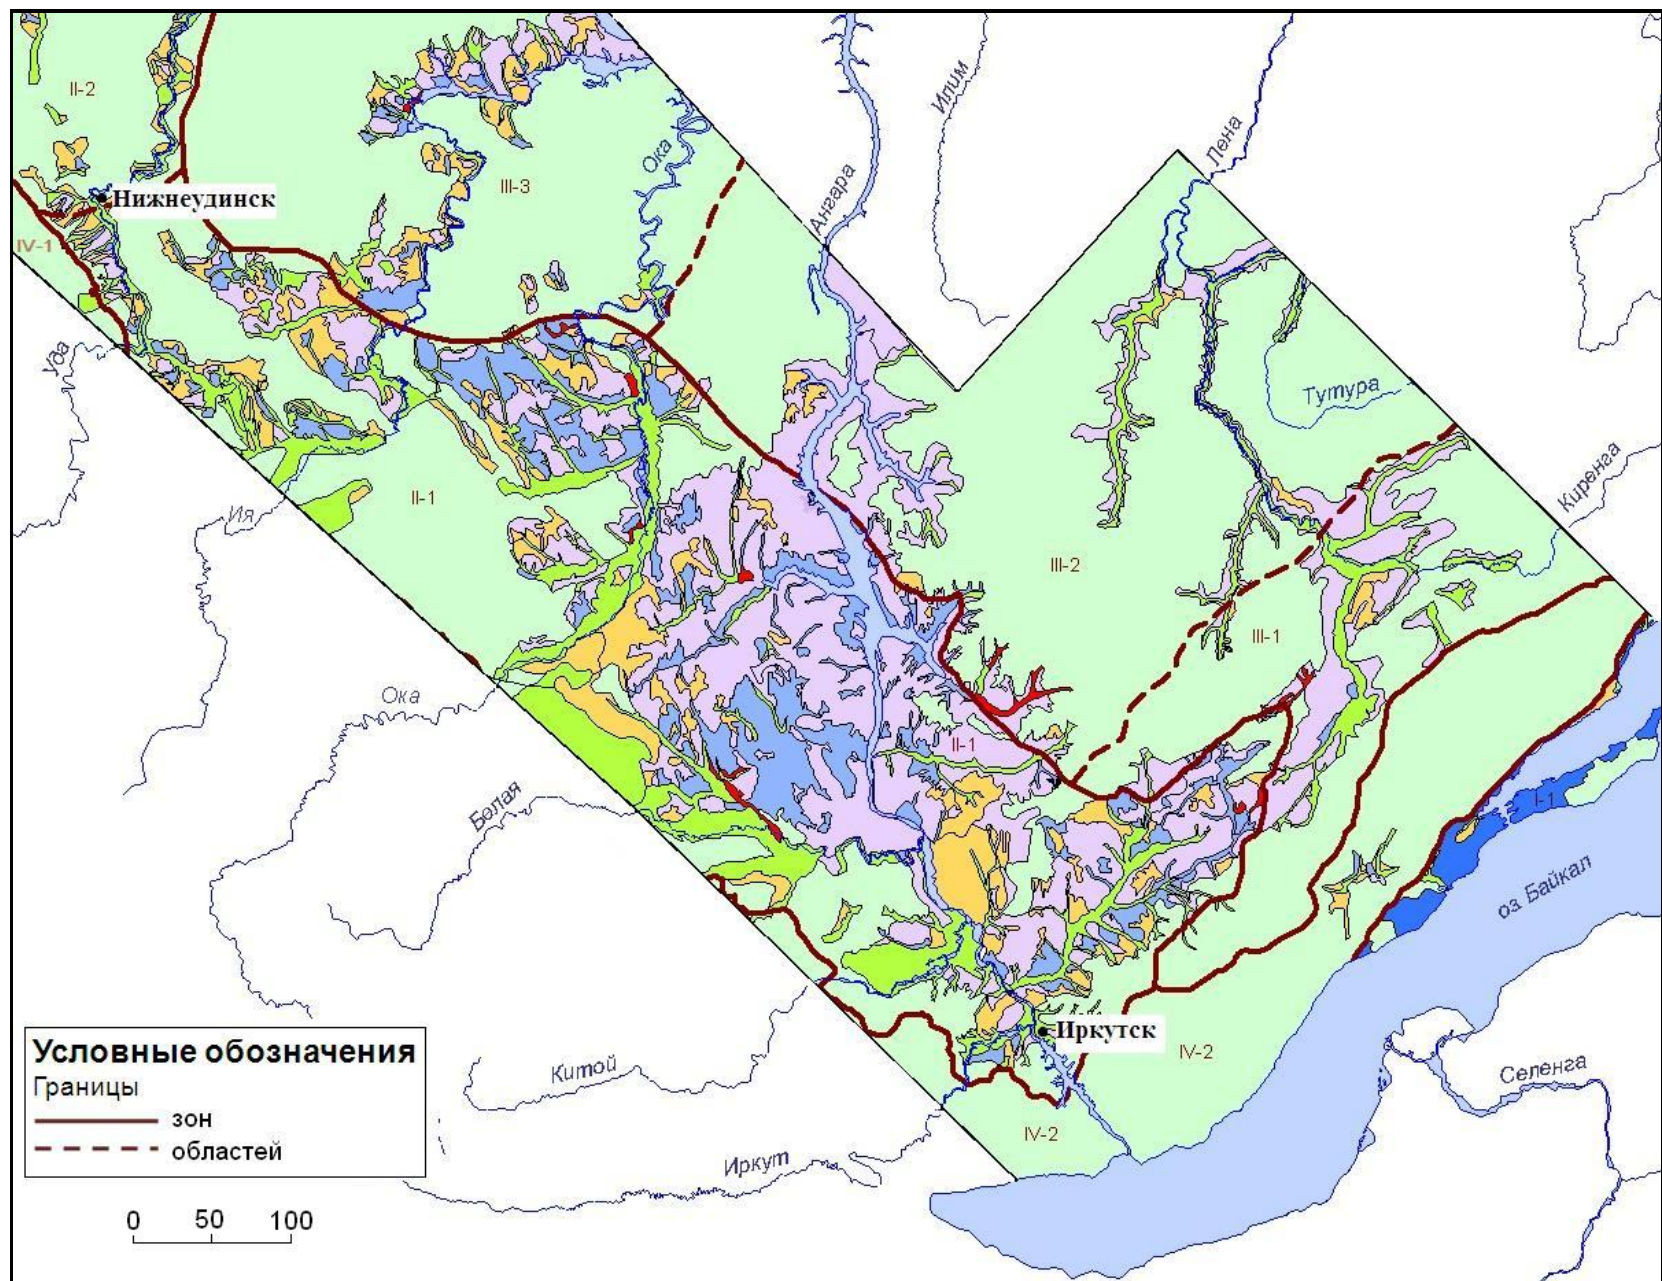 Илим
Лена
II-2
Ока
Ангара
III-3
Нижнеудинск
IV-1
Уда
Тутура
Киренга
II-1
Ия
III-2
III-1
Ока
II-1
Белая
I-1
оз. Байкал
Иркутск
IV-2
Условные обозначения
Границы
зон
областей
Китой
Селенга
IV-2
Иркут
0 50 100